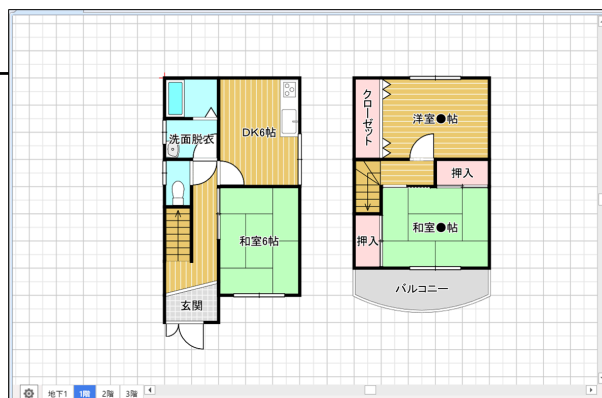 洗面脱衣
DK6帖
和室6帖
玄関
クローゼット
洋室●帖
押入
和室●帖
押入
バルコニー
地下1 1階 2階 3階